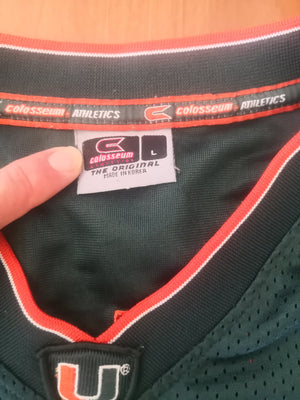 colosseum ATHLETICS colosseum ATHLETICS
colosseum L
THE ORIGINAL
MADE IN KOREA
U ®